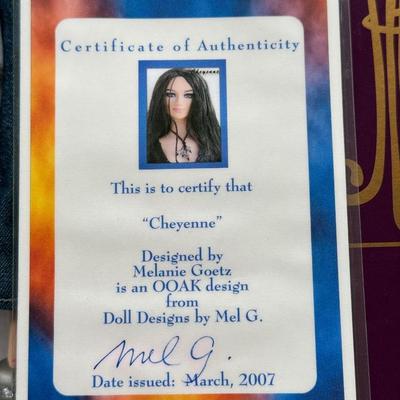 Certificate of Authenticity
Cheyenne
This is to certify that
“Cheyenne”
Designed by
Melanie Goetz
is an OOAK design
from
Doll Designs by Mel G.
Mel G.
Date issued: March, 2007